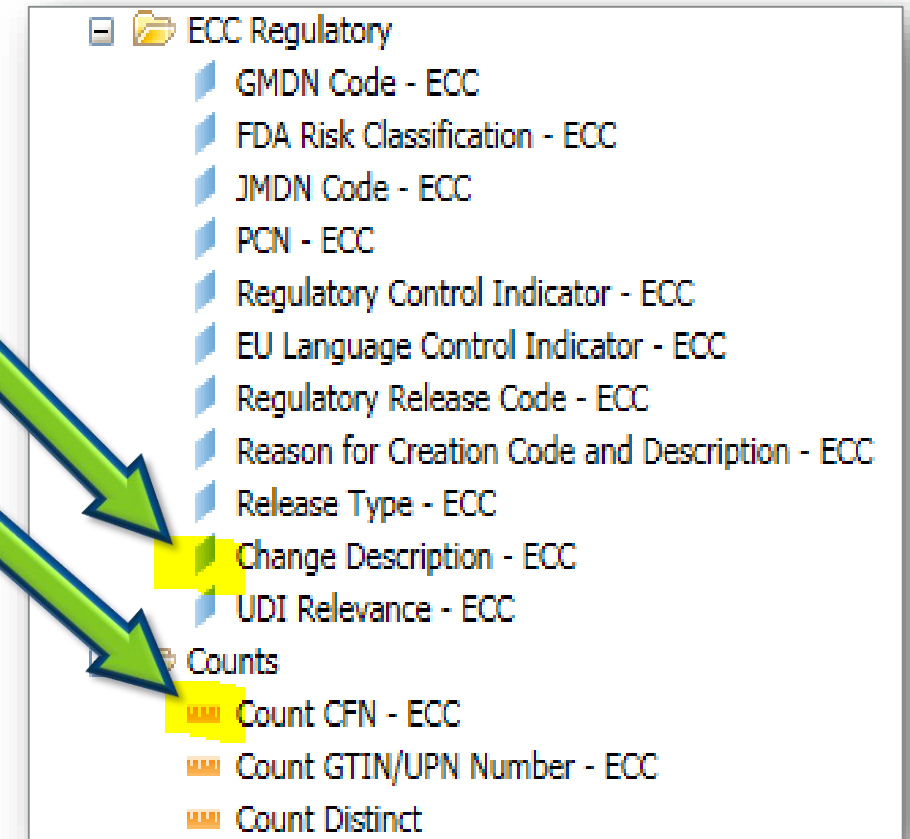 ECC Regulatory
GMDN Code - ECC
FDA Risk Classification - ECC
JMDN Code - ECC
PCN - ECC
Regulatory Control Indicator - ECC
EU Language Control Indicator - ECC
Regulatory Release Code - ECC
Reason for Creation Code and Description - ECC
Release Type - ECC
Change Description - ECC
UDI Relevance - ECC
Counts
Count CFN - ECC
Count GTIN/UPN Number - ECC
Count Distinct